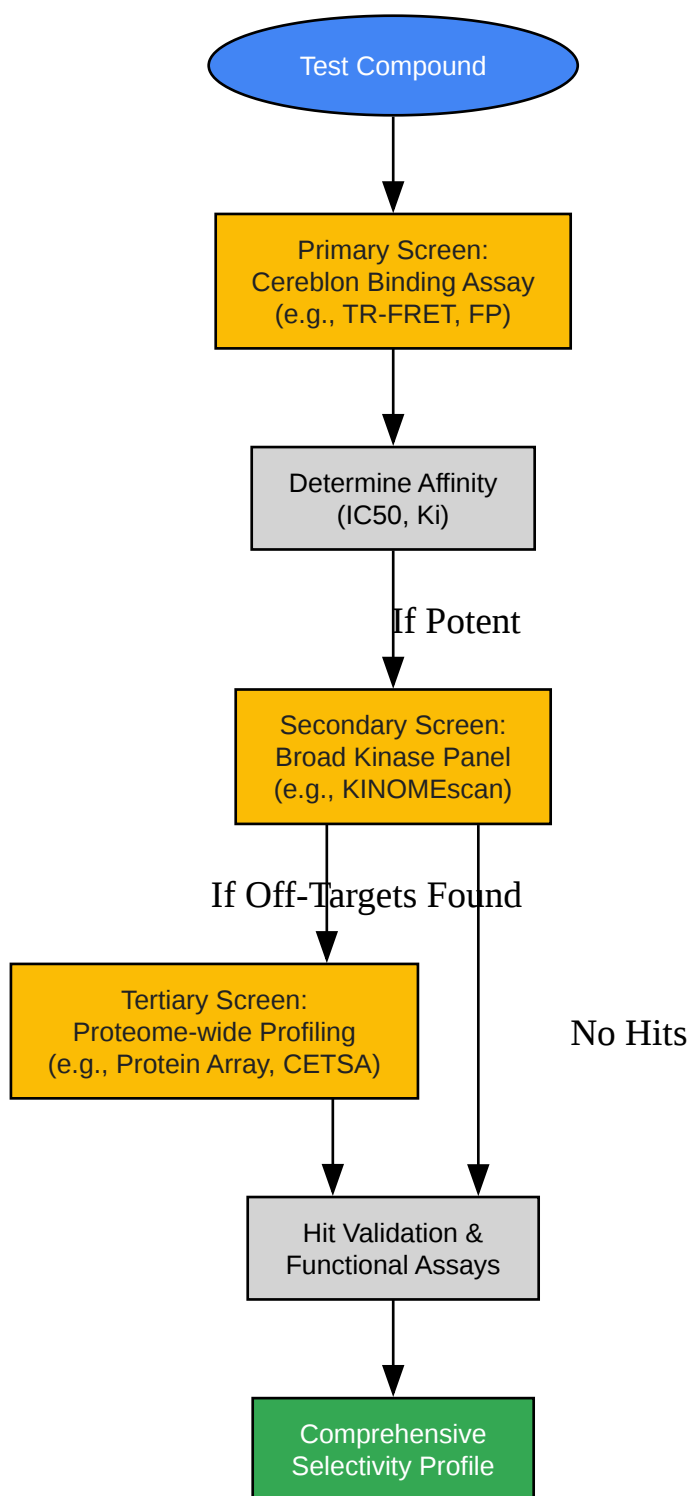 Test Compound
Primary Screen:
Cereblon Binding Assay
(e.g., TR-FRET, FP)
Determine Affinity
(IC50, Ki)
If Potent
Secondary Screen:
Broad Kinase Panel
(e.g., KINOMEscan)
If Off-Targets Found
Tertiary Screen:
Proteome-wide Profiling
(e.g., Protein Array, CETSA)
No Hits
Hit Validation &
Functional Assays
Comprehensive
Selectivity Profile